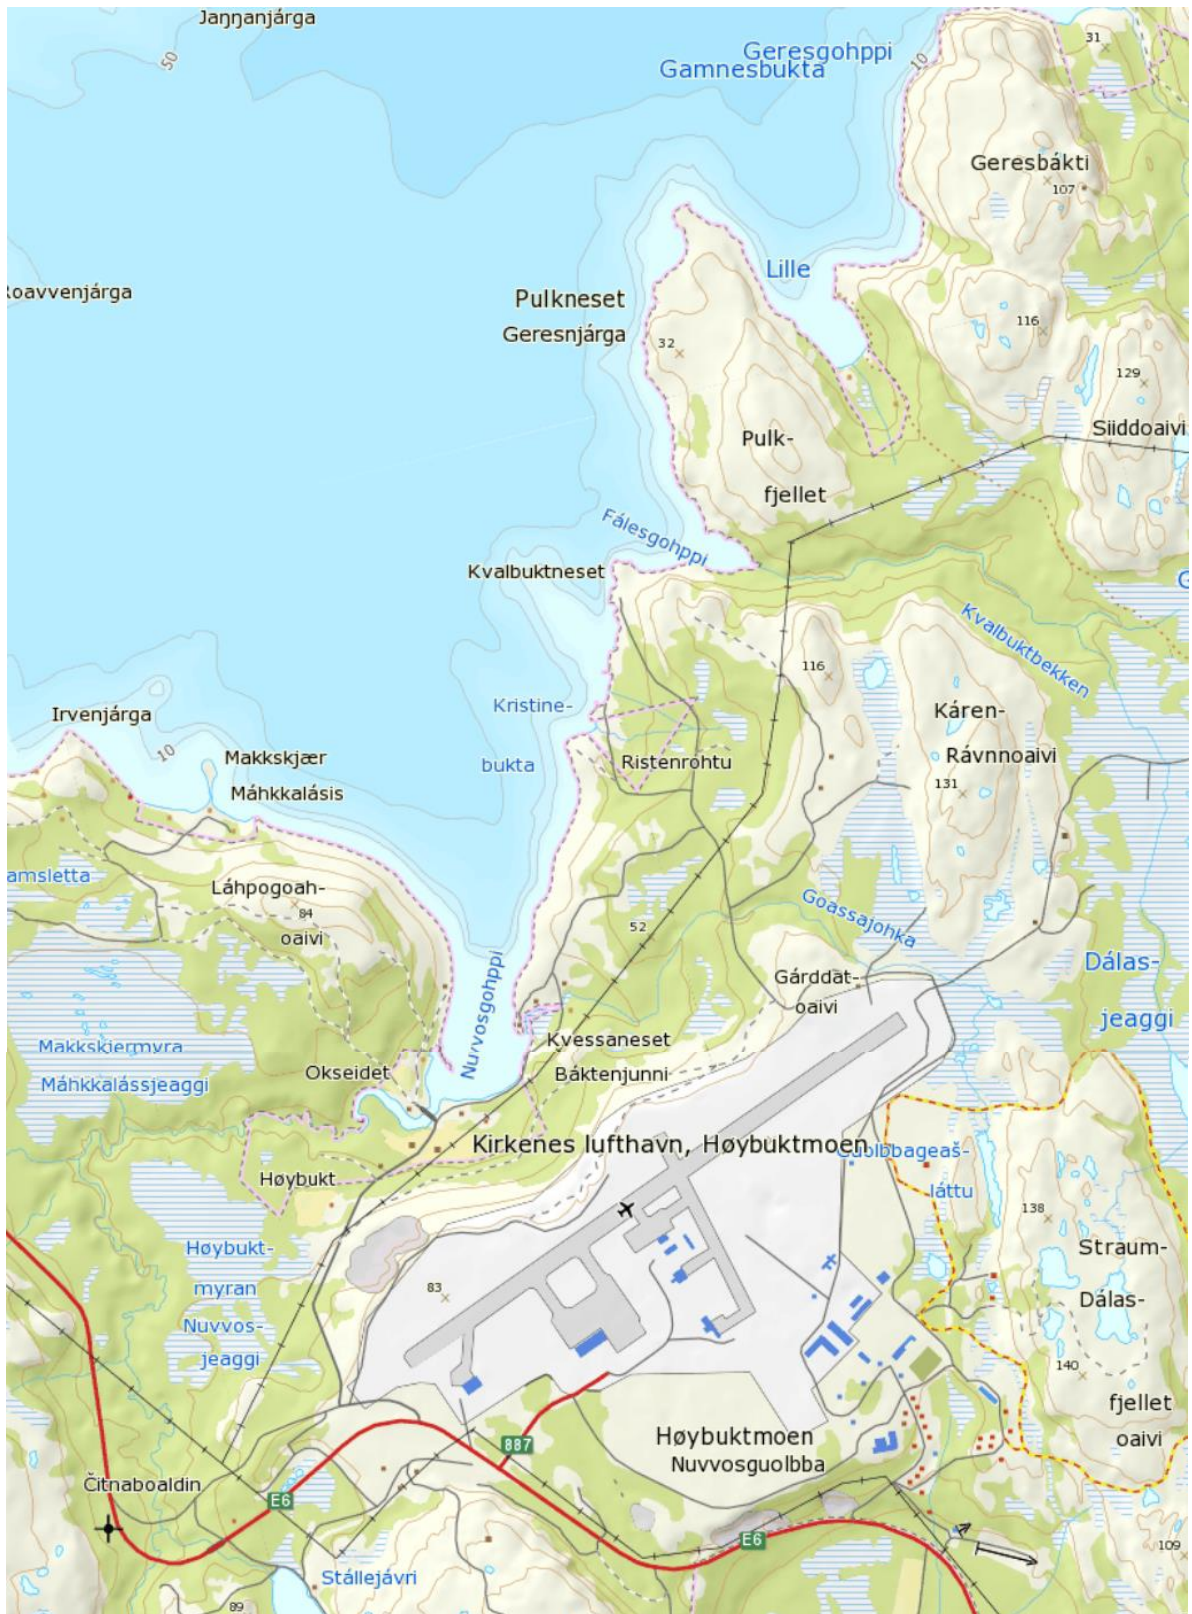 Jaŋŋanjárga
50
Geresgohppi
Gamnesbukta
10
31
Geresbákti
107
Lille
Pulkneset
Geresnjárga
116
32
129
Siiddoaivi
Pulk-
fjellet
Fálesgohppi
Kvalbuktneset
Kvalbuktbekken
116
Kristine-
bukta
Káren-
Rávnnoaivi
131
Irvenjárga
10
Makkskjær
Máhkkalásis
Ristenrohtu
amsletta
Láhpogoah-
84
oaivi
52
Goassajohka
Nurvosgohppi
Gárddat-
oaivi
Dálas-
jeaggi
Makkskjermyra
Máhkkalássjeaggi
Okseidet
Kvessaneset
Báktenjunni
Kirkenes lufthavn, Høybuktmoen
láttu
Høybukt
138
Høybukt-
myran
Nuvvos-
jeaggi
Straum-
Dálas-
83
140
fjellet
oaivi
887
Høybuktmoen
Nuvvosguolbba
Čitnaboaldin
E6
E6
109
Stállejávri
89